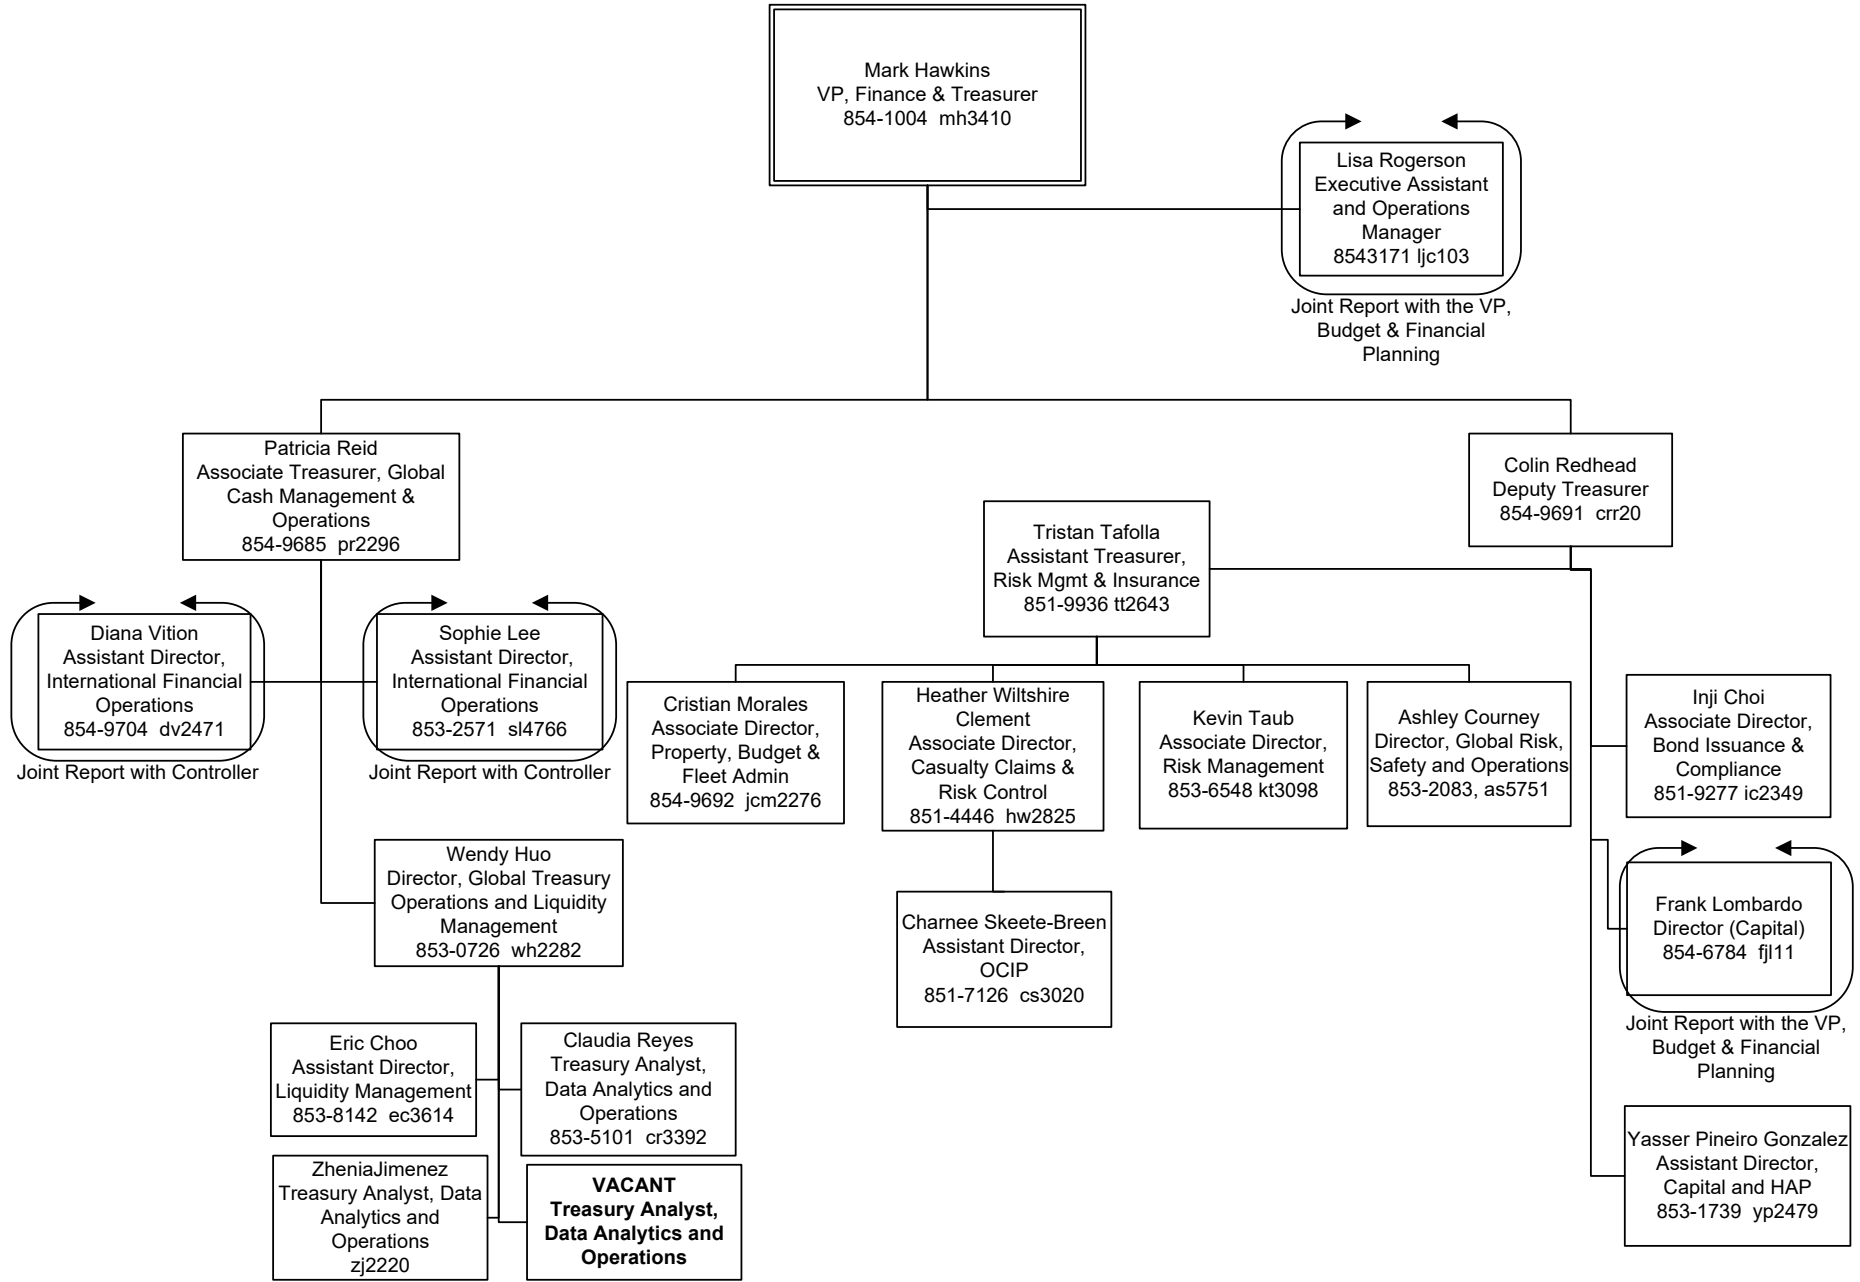 Mark Hawkins
VP, Finance & Treasurer
854-1004  mh3410
Lisa Rogerson
Executive Assistant
and Operations
Manager
8543171 ljc103
Joint Report with the VP,
Budget & Financial
Planning
Patricia Reid
Associate Treasurer, Global
Cash Management &
Operations
854-9685  pr2296
Colin Redhead
Deputy Treasurer
854-9691  crr20
Tristan Tafolla
Assistant Treasurer,
Risk Mgmt & Insurance
851-9936 tt2643
Diana Vition
Assistant Director,
International Financial
Operations
854-9704  dv2471
Joint Report with Controller
Sophie Lee
Assistant Director,
International Financial
Operations
853-2571  sl4766
Joint Report with Controller
Cristian Morales
Associate Director,
Property, Budget &
Fleet Admin
854-9692  jcm2276
Heather Wiltshire
Clement
Associate Director,
Casualty Claims &
Risk Control
851-4446  hw2825
Kevin Taub
Associate Director,
Risk Management
853-6548 kt3098
Ashley Courney
Director, Global Risk,
Safety and Operations
853-2083, as5751
Inji Choi
Associate Director,
Bond Issuance &
Compliance
851-9277 ic2349
Wendy Huo
Director, Global Treasury
Operations and Liquidity
Management
853-0726  wh2282
Charnee Skeete-Breen
Assistant Director,
OCIP
851-7126  cs3020
Frank Lombardo
Director (Capital)
854-6784  fjl11
Joint Report with the VP,
Budget & Financial
Planning
Eric Choo
Assistant Director,
Liquidity Management
853-8142  ec3614
Claudia Reyes
Treasury Analyst,
Data Analytics and
Operations
853-5101  cr3392
ZheniaJimenez
Treasury Analyst, Data
Analytics and
Operations
zj2220
VACANT
Treasury Analyst,
Data Analytics and
Operations
Yasser Pineiro Gonzalez
Assistant Director,
Capital and HAP
853-1739  yp2479